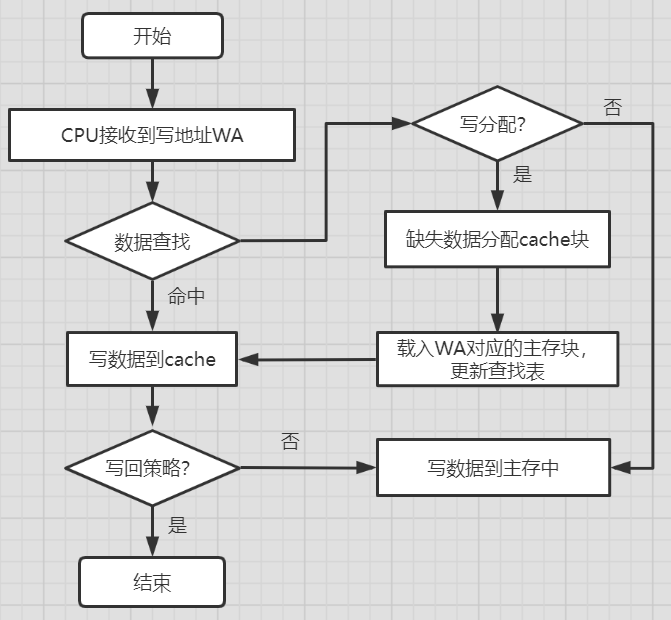 开始
CPU接收到写地址WA
写分配？
否
是
数据查找
缺失数据分配cache块
命中
写数据到cache
载入WA对应的主存块，
更新查找表
写回策略？
否
写数据到主存中
是
结束